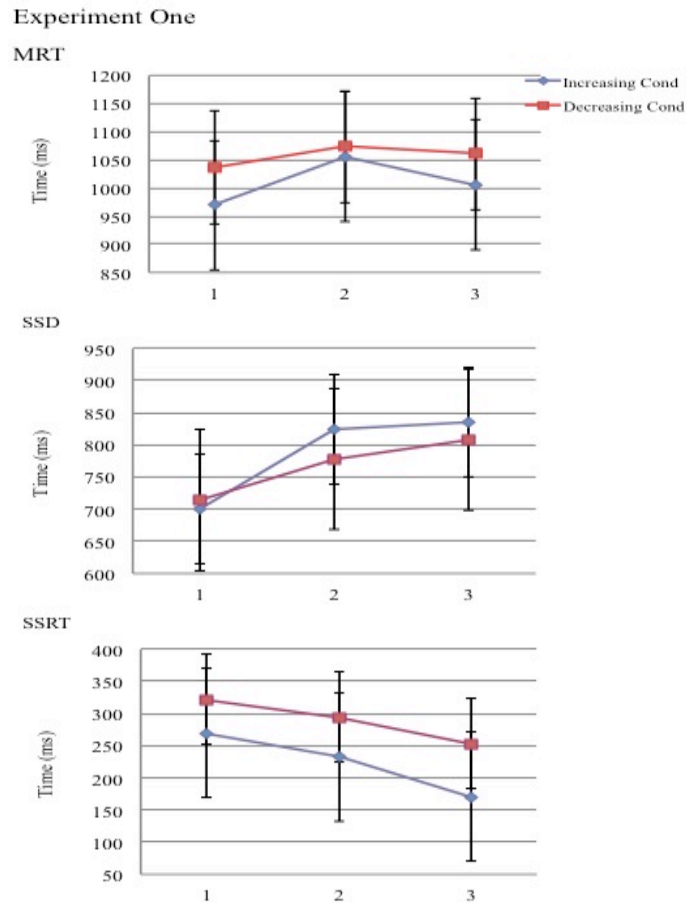 Experiment One
MRT
1200
1150
1100
1050
1000
950
900
850
Time (ms)
1 2 3
Increasing Cond
Decreasing Cond
SSD
950
900
850
800
750
700
650
600
Time (ms)
1 2 3
SSRT
400
350
300
250
200
150
100
50
Time (ms)
1 2 3